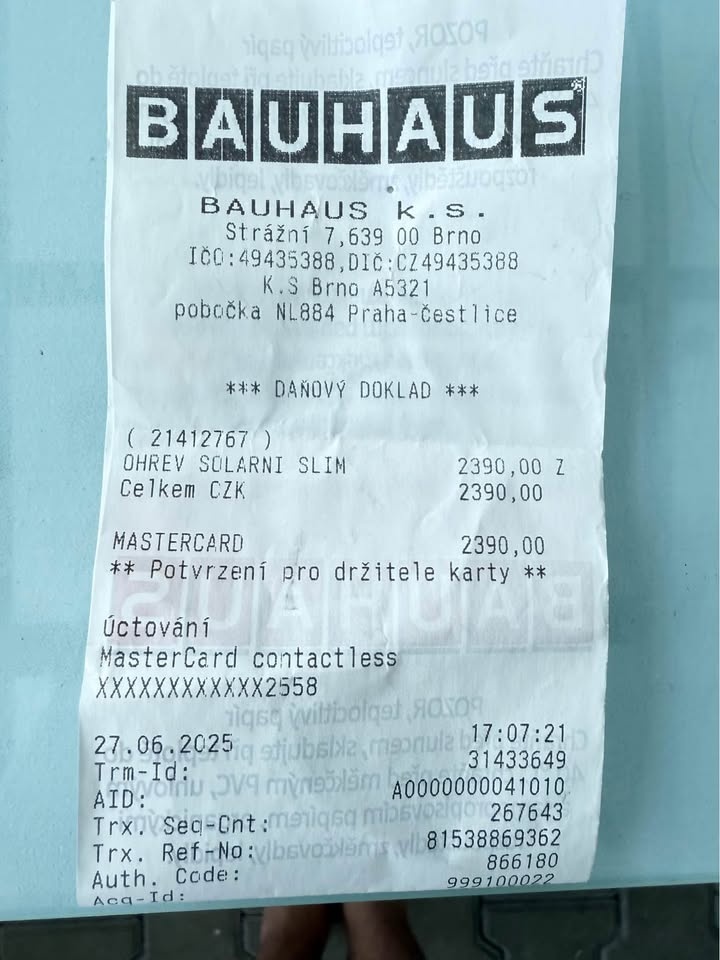 BAUHAUS
BAUHAUS k.s.
Strážní 7,639 00 Brno
IČO:49435388,DIČ:CZ49435388
K.S Brno A5321
pobočka NL884 Praha-čestlice
*** DAŇOVÝ DOKLAD ***
( 21412767 )
OHREV SOLARNI SLIM 2390,00 Z
Celkem CZK 2390,00
MASTERCARD 2390,00
** Potvrzení pro držitele karty **
Účtování
MasterCard contactless
XXXXXXXXXXXX2558
27.06.2025 17:07:21
Trm-Id: 31433649
AID: A0000000041010
Trx. Seq-Cnt: 267643
Trx. Ref-No: 81538869362
Auth. Code: 866180
Acq-Id: 999100022